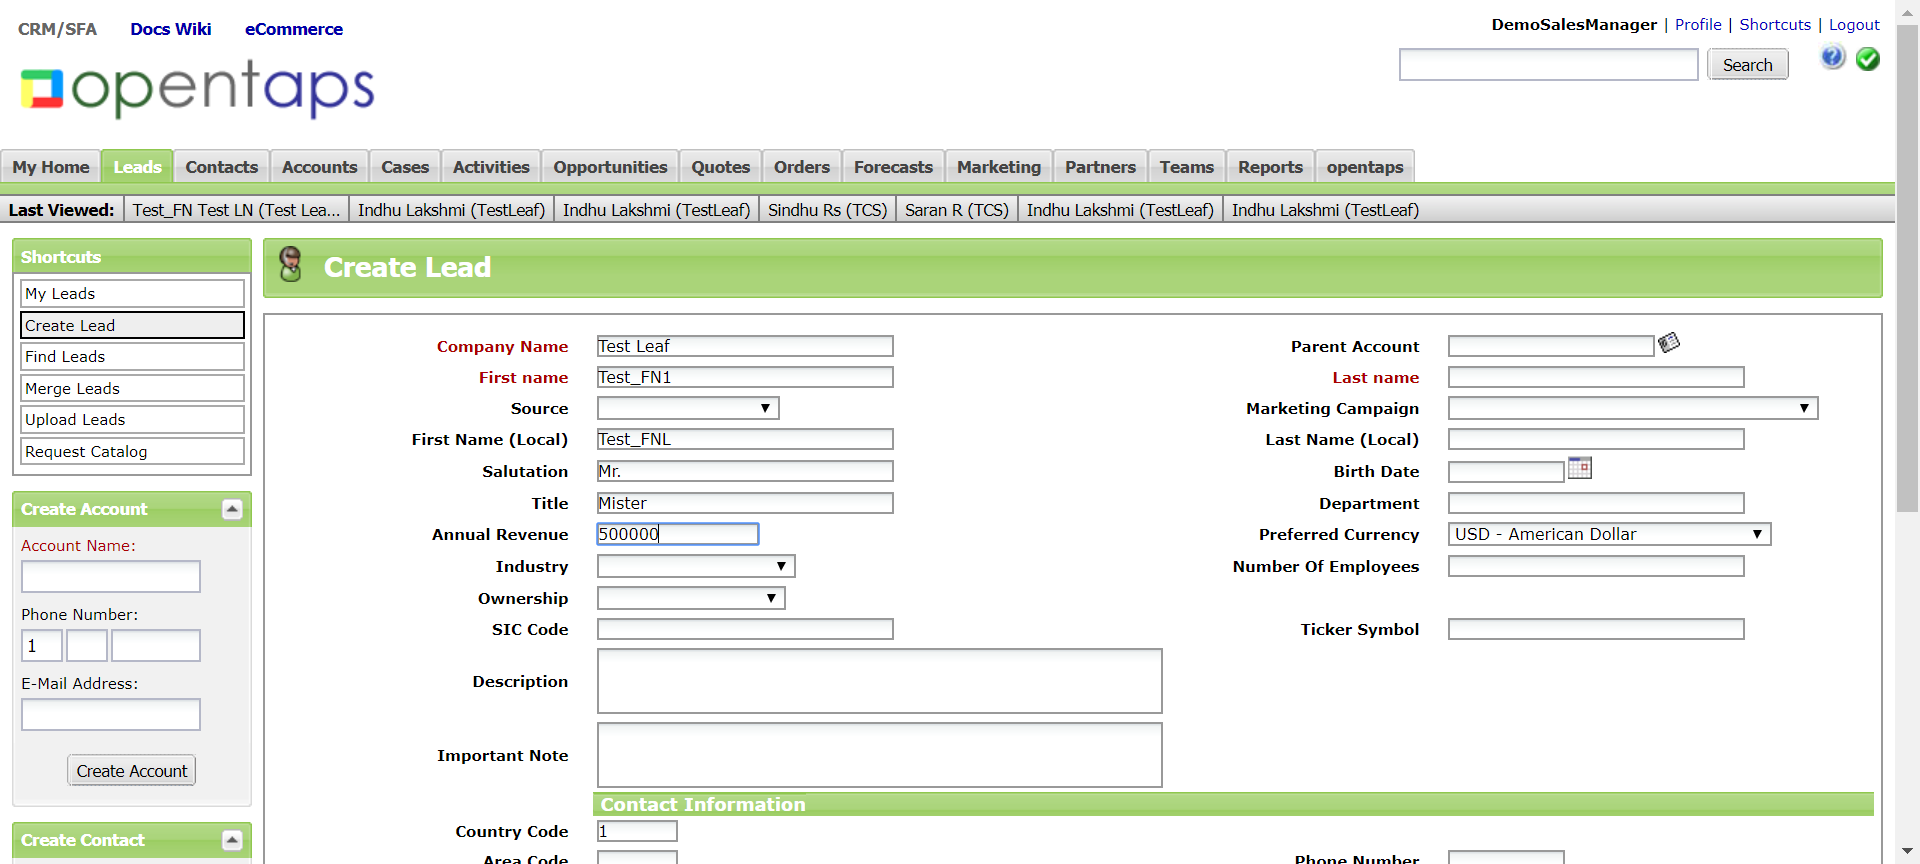 CRM/SFA Docs Wiki eCommerce
DemoSalesManager | Profile | Shortcuts | Logout
opentaps
Search
My Home Leads Contacts Accounts Cases Activities Opportunities Quotes Orders Forecasts Marketing Partners Teams Reports opentaps
Last Viewed: Test_FN Test LN (Test Lea... Indhu Lakshmi (TestLeaf) Indhu Lakshmi (TestLeaf) Sindhu Rs (TCS) Saran R (TCS) Indhu Lakshmi (TestLeaf) Indhu Lakshmi (TestLeaf)
Shortcuts
My Leads
Create Lead
Find Leads
Merge Leads
Upload Leads
Request Catalog
Create Account
Account Name:
Phone Number:
1
E-Mail Address:
Create Account
Create Contact
Create Lead
Company Name Test Leaf Parent Account
First name Test_FN1 Last name
Source Marketing Campaign
First Name (Local) Test_FNL Last Name (Local)
Salutation Mr. Birth Date
Title Mister Department
Annual Revenue 500000 Preferred Currency USD - American Dollar
Industry Number Of Employees
Ownership
SIC Code Ticker Symbol
Description
Important Note
Contact Information
Country Code 1
Area Code Phone Number